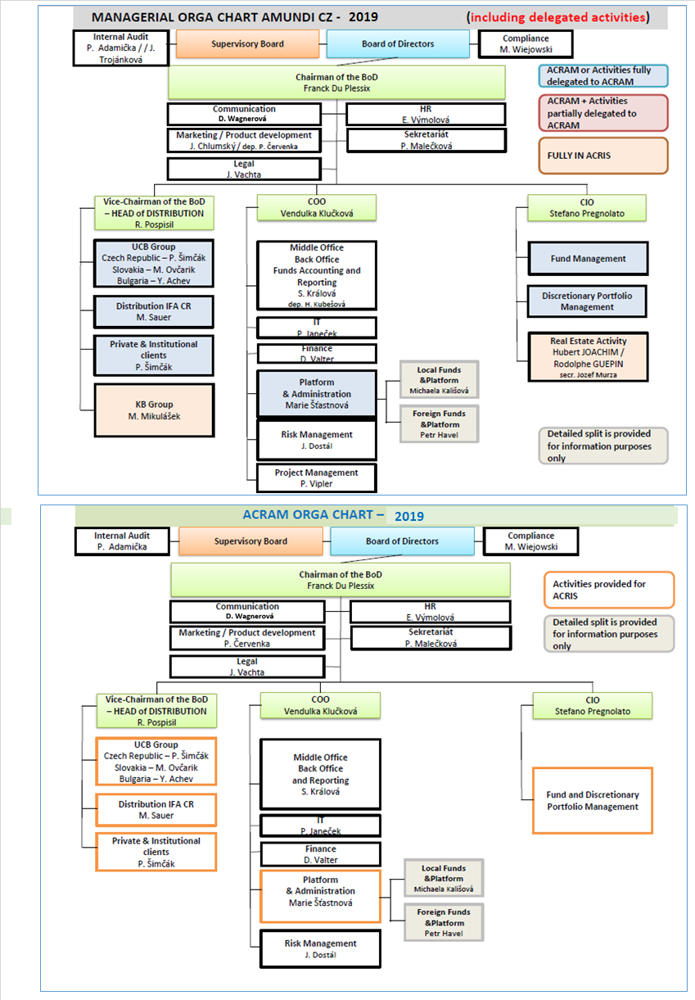 MANAGERIAL ORGA CHART AMUNDI CZ - 2019 (including delegated activities)
Internal Audit
P. Adamička / / J.
Trojánková
Supervisory Board
Board of Directors
Compliance
M. Wiejowski
Chairman of the BoD
Franck Du Plessix
ACRAM or Activities fully
delegated to ACRAM
ACRAM + Activities
partially delegated to
ACRAM
FULLY IN ACRIS
Communication
D. Wagnerová
HR
E. Výmolová
Marketing / Product development
J. Chlumský / dep. P. Červenka
Sekretariát
P. Malečková
Legal
J. Vachta
Vice-Chairman of the BoD
– HEAD of DISTRIBUTION
R. Pospisil
COO
Vendulka Klučková
CIO
Stefano Pregnolato
UCB Group
Czech Republic – P. Šimčák
Slovakia – M. Ovčarik
Bulgaria – Y. Achev
Distribution IFA CR
M. Sauer
Private & Institutional
clients
P. Šimčák
KB Group
M. Mikulášek
Middle Office
Back Office
Funds Accounting and
Reporting
S. Králová
dep. H. Kubešová
IT
P. Janeček
Finance
D. Valter
Platform
& Administration
Marie Šťastnová
Local Funds
&Platform
Michaela Kališová
Foreign Funds
&Platform
Petr Havel
Risk Management
J. Dostál
Project Management
P. Vipler
Fund Management
Discretionary Portfolio
Management
Real Estate Activity
Hubert JOACHIM /
Rodolphe GUEPIN
secr. Jozef Murza
Detailed split is provided
for information purposes
only
ACRAM ORGA CHART – 2019
Internal Audit
P. Adamička
Supervisory Board
Board of Directors
Compliance
M. Wiejowski
Chairman of the BoD
Franck Du Plessix
Activities provided for
ACRIS
Detailed split is provided
for information purposes
only
Communication
D. Wagnerová
HR
E. Výmolová
Marketing / Product development
P. Červenka
Sekretariát
P. Malečková
Legal
J. Vachta
Vice-Chairman of the BoD
– HEAD of DISTRIBUTION
R. Pospisil
COO
Vendulka Klučková
CIO
Stefano Pregnolato
UCB Group
Czech Republic – P. Šimčák
Slovakia – M. Ovčarik
Bulgaria – Y. Achev
Distribution IFA CR
M. Sauer
Private & Institutional
clients
P. Šimčák
Middle Office
Back Office
and Reporting
S. Králová
IT
P. Janeček
Finance
D. Valter
Platform
& Administration
Marie Šťastnová
Local Funds
&Platform
Michaela Kališová
Foreign Funds
&Platform
Petr Havel
Risk Management
J. Dostál
Fund and Discretionary
Portfolio Management